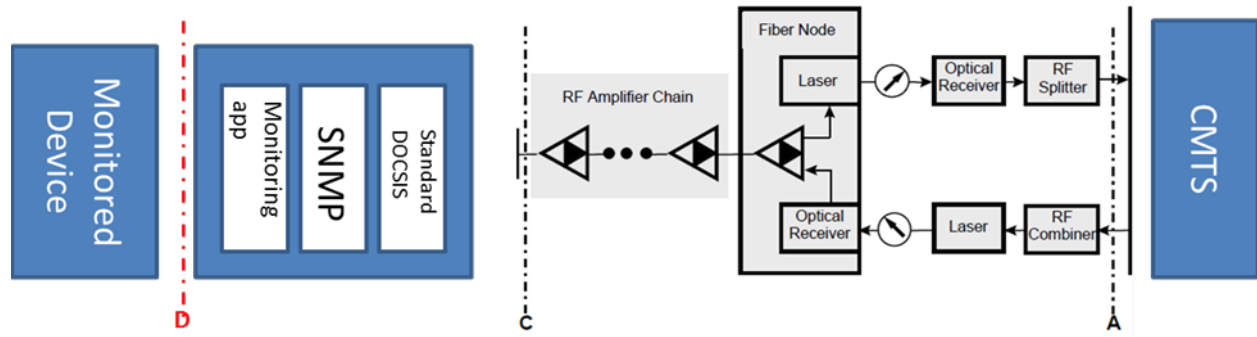 Monitored
Device
D
Monitoring
app
SNMP
Standard
DOCSIS
C
RF Amplifier Chain
Fiber Node
Laser
Optical
Receiver
Optical
Receiver
RF
Splitter
Laser
RF
Combiner
A
CMTS